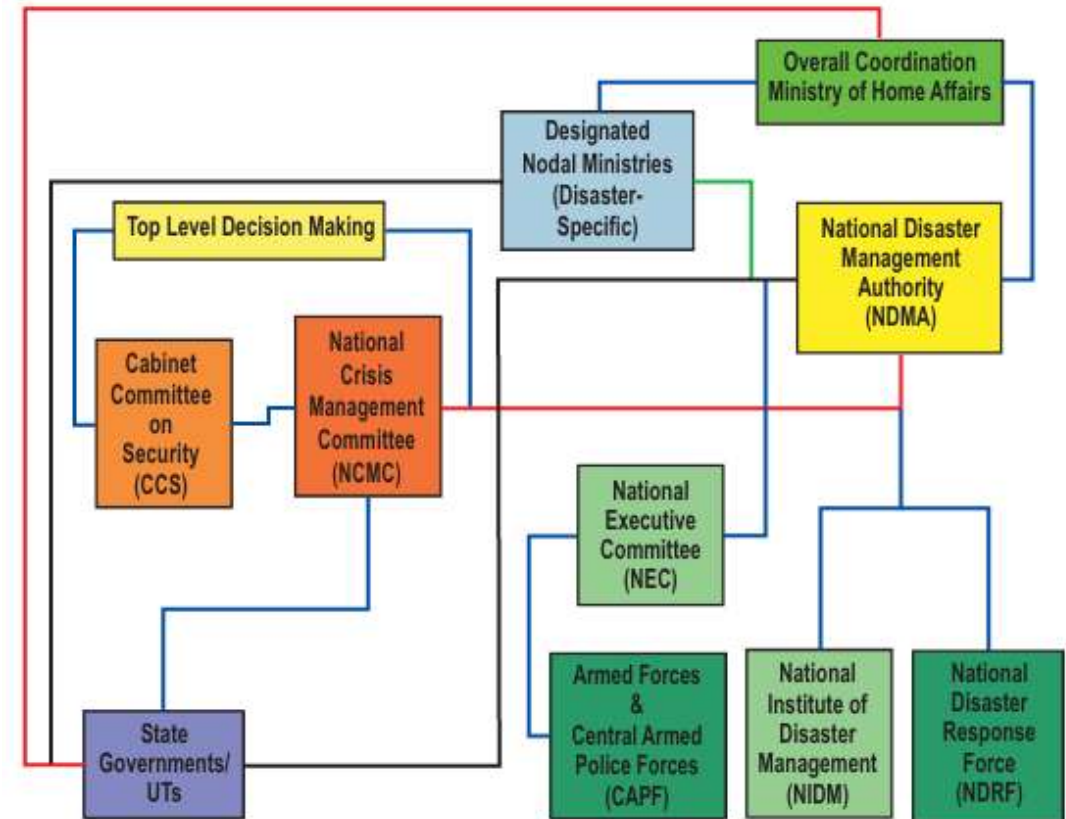 Overall Coordination
Ministry of Home Affairs
Designated
Nodal Ministries
(Disaster-
Specific)
Top Level Decision Making
National Disaster
Management
Authority
(NDMA)
Cabinet
Committee
on
Security
(CCS)
National
Crisis
Management
Committee
(NCMC)
National
Executive
Committee
(NEC)
State
Governments/
UTs
Armed Forces
&
Central Armed
Police Forces
(CAPF)
National
Institute of
Disaster
Management
(NIDM)
National
Disaster
Response
Force
(NDRF)